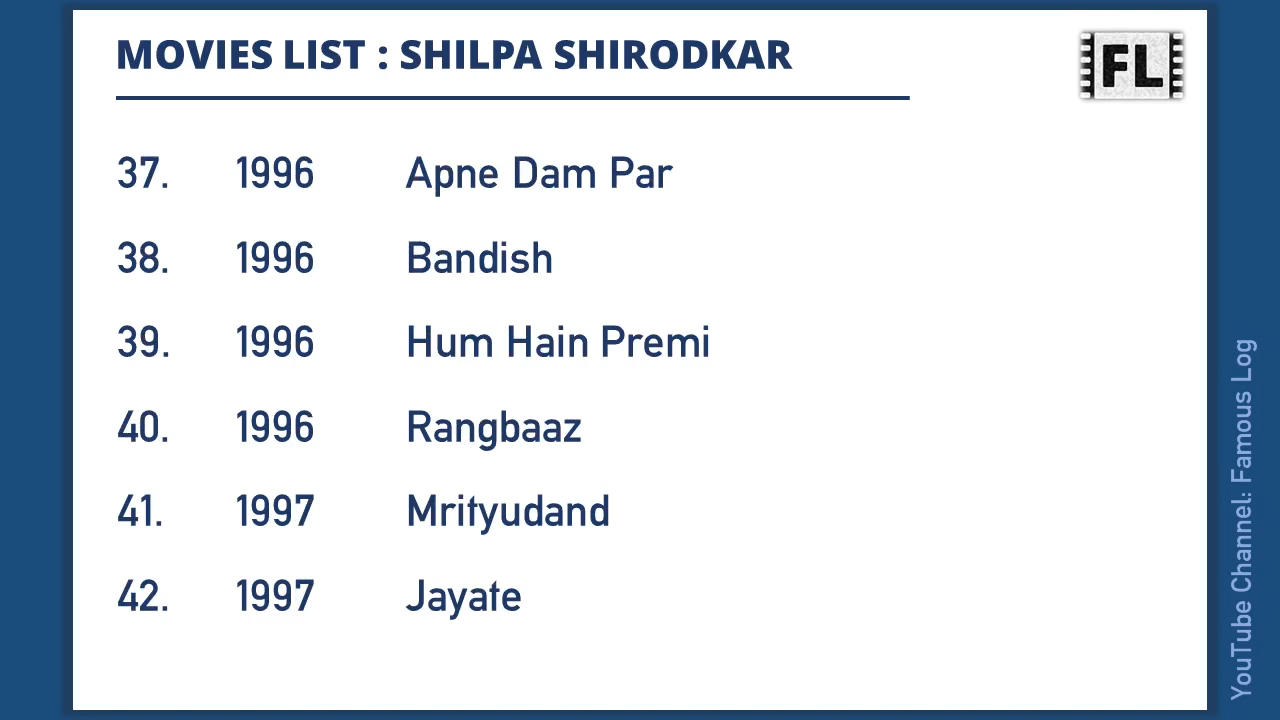 MOVIES LIST : SHILPA SHIRODKAR
FL
37. 1996 Apne Dam Par
38. 1996 Bandish
39. 1996 Hum Hain Premi
40. 1996 Rangbaaz
41. 1997 Mrityudand
42. 1997 Jayate
YouTube Channel: Famous Log